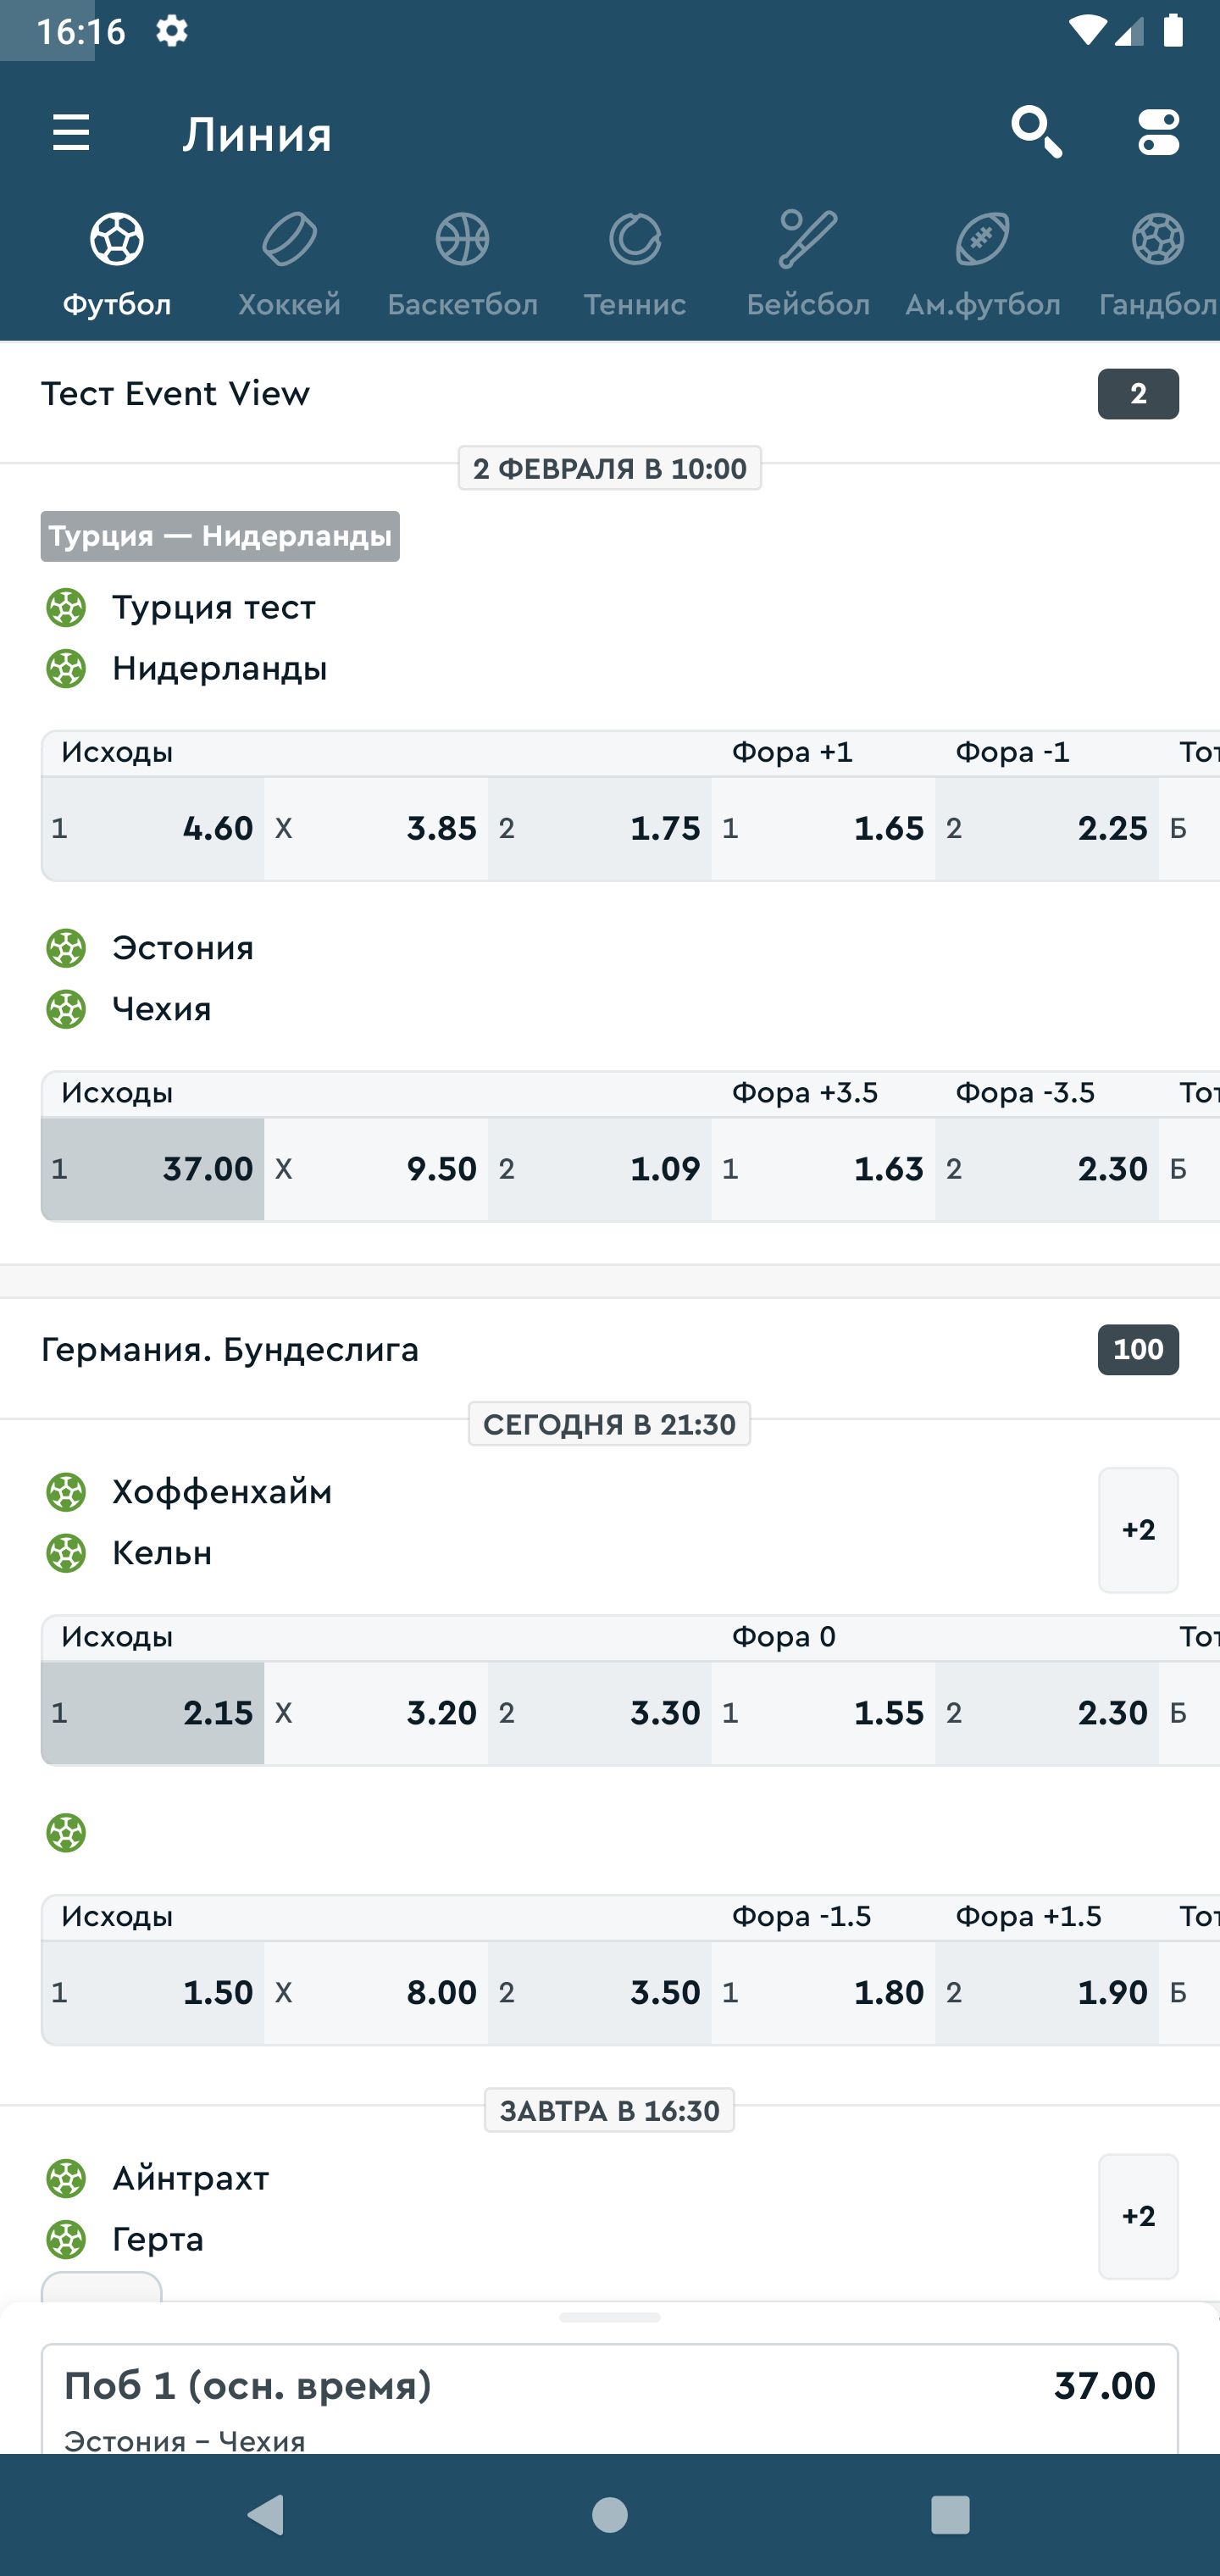 16:16
Линия
Футбол Хоккей Баскетбол Теннис Бейсбол Ам.футбол Гандбол
Тест Event View 2
2 ФЕВРАЛЯ В 10:00
Турция — Нидерланды
Турция тест
Нидерланды
Исходы Фора +1 Фора -1 Тот
1 4.60 X 3.85 2 1.75 1 1.65 2 2.25 Б
Эстония
Чехия
Исходы Фора +3.5 Фора -3.5 Тот
1 37.00 X 9.50 2 1.09 1 1.63 2 2.30 Б
Германия. Бундеслига 100
СЕГОДНЯ В 21:30
Хоффенхайм
+2
Кельн
Исходы Фора 0 Тот
1 2.15 X 3.20 2 3.30 1 1.55 2 2.30 Б
Исходы Фора -1.5 Фора +1.5 Тот
1 1.50 X 8.00 2 3.50 1 1.80 2 1.90 Б
ЗАВТРА В 16:30
Айнтрахт
+2
Герта
Поб 1 (осн. время) 37.00
Эстония – Чехия